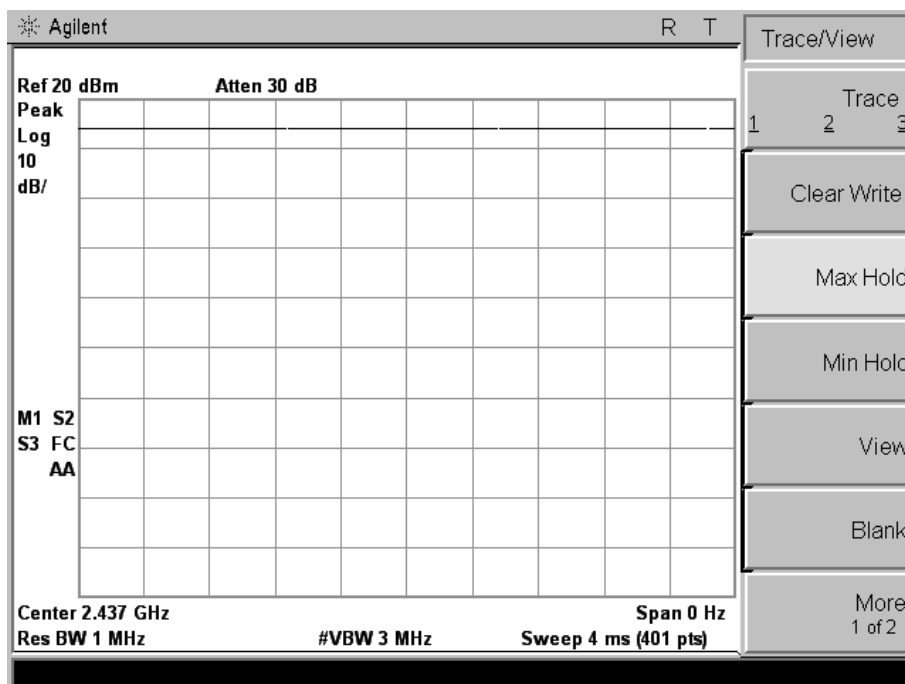 Agilent R T
Trace/View
Ref 20 dBm Atten 30 dB
Peak
Log
10
dB/
Trace
1 2 3
Clear Write
Max Hold
Min Hold
View
Blank
M1 S2
S3 FC
AA
More
1 of 2
Center 2.437 GHz Span 0 Hz
Res BW 1 MHz #VBW 3 MHz Sweep 4 ms (401 pts)